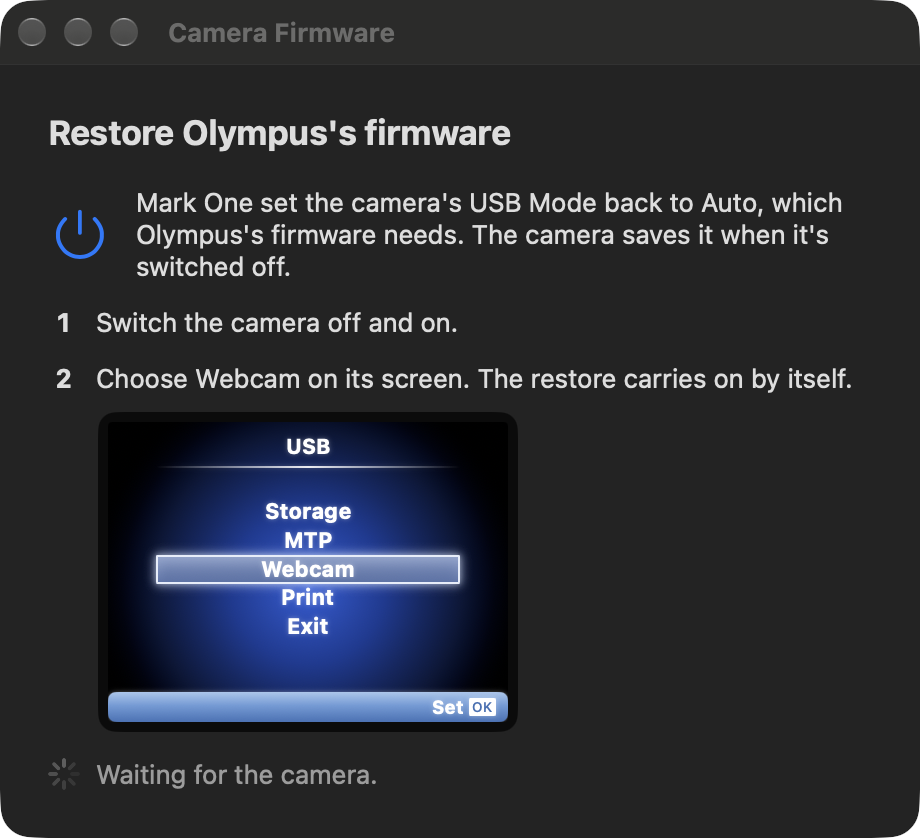 Camera Firmware
Restore Olympus's firmware
Mark One set the camera's USB Mode back to Auto, which
Olympus's firmware needs. The camera saves it when it's
switched off.
1 Switch the camera off and on.
2 Choose Webcam on its screen. The restore carries on by itself.
USB
Storage
MTP
Webcam
Print
Exit
Set OK
Waiting for the camera.